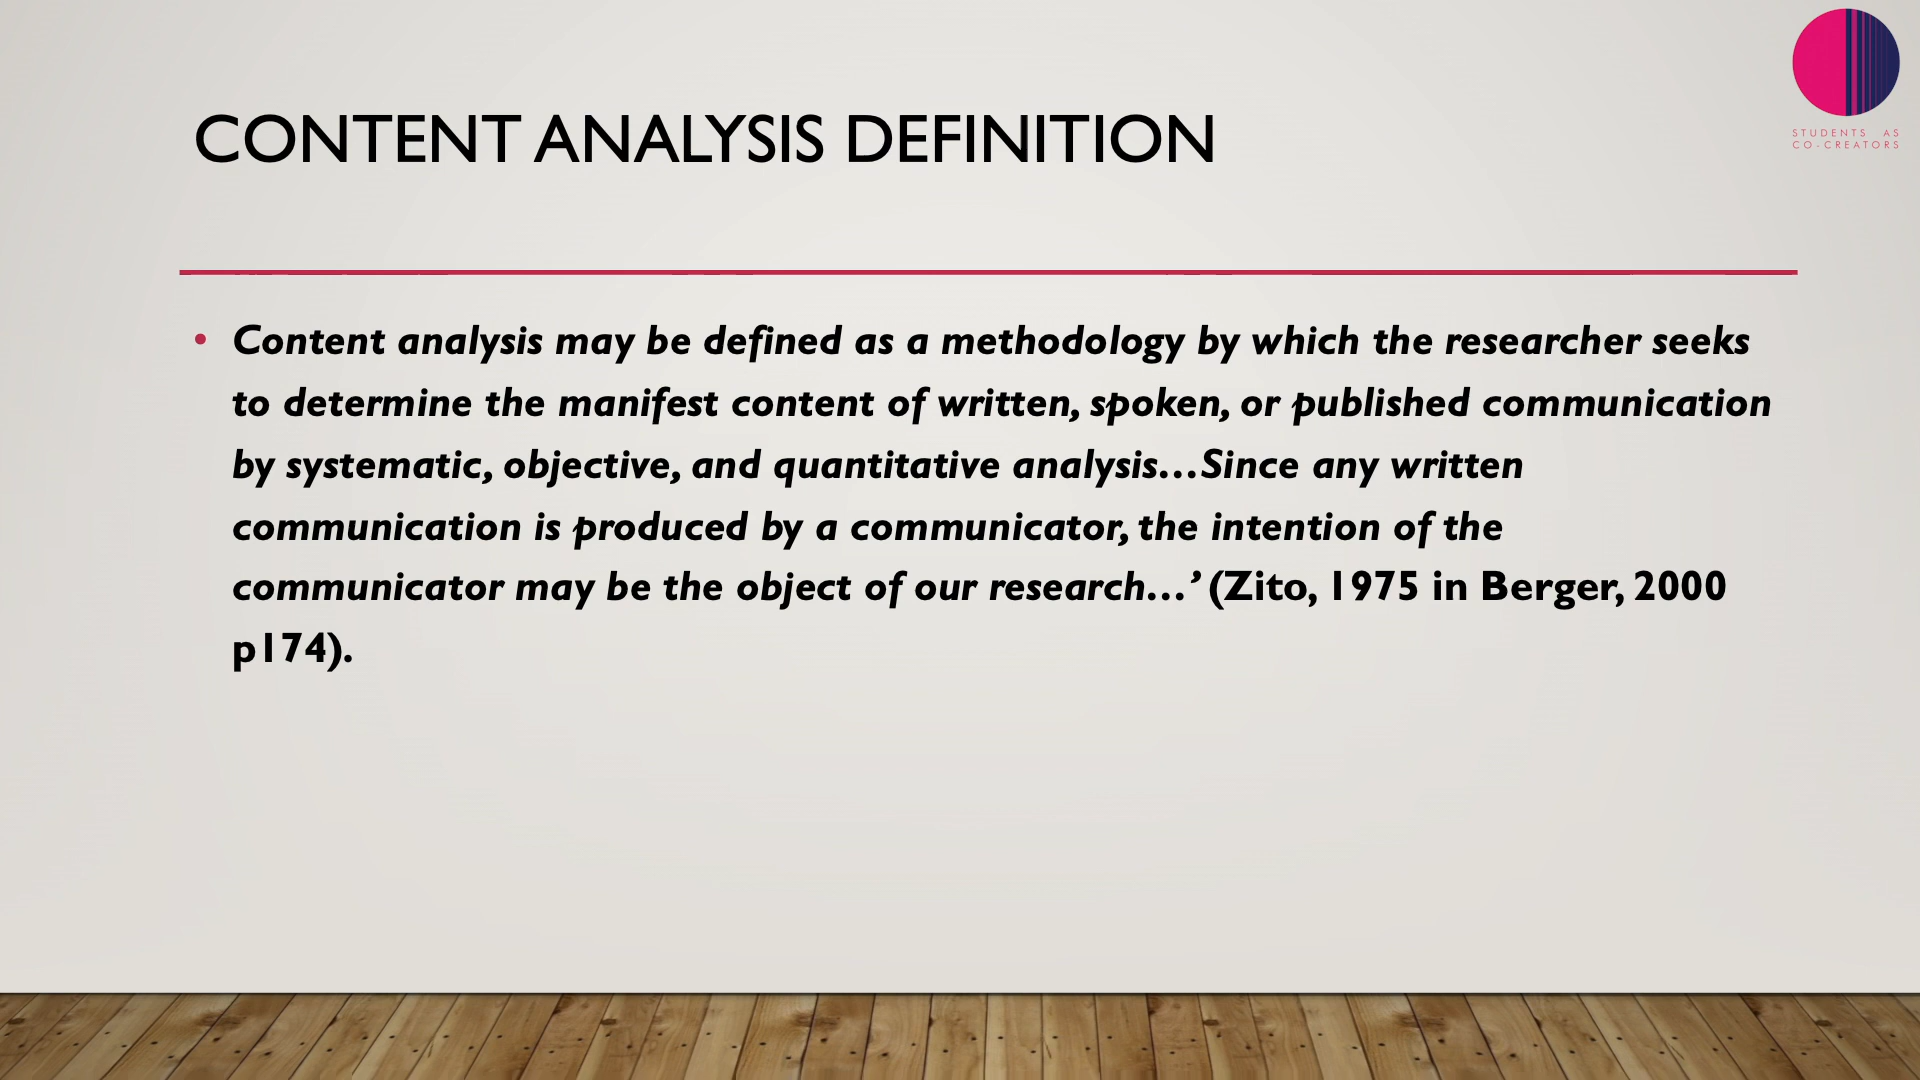 CONTENT ANALYSIS DEFINITION
STUDENTS AS
CO-CREATORS
• Content analysis may be defined as a methodology by which the researcher seeks
to determine the manifest content of written, spoken, or published communication
by systematic, objective, and quantitative analysis…Since any written
communication is produced by a communicator, the intention of the
communicator may be the object of our research…’ (Zito, 1975 in Berger, 2000
p174).